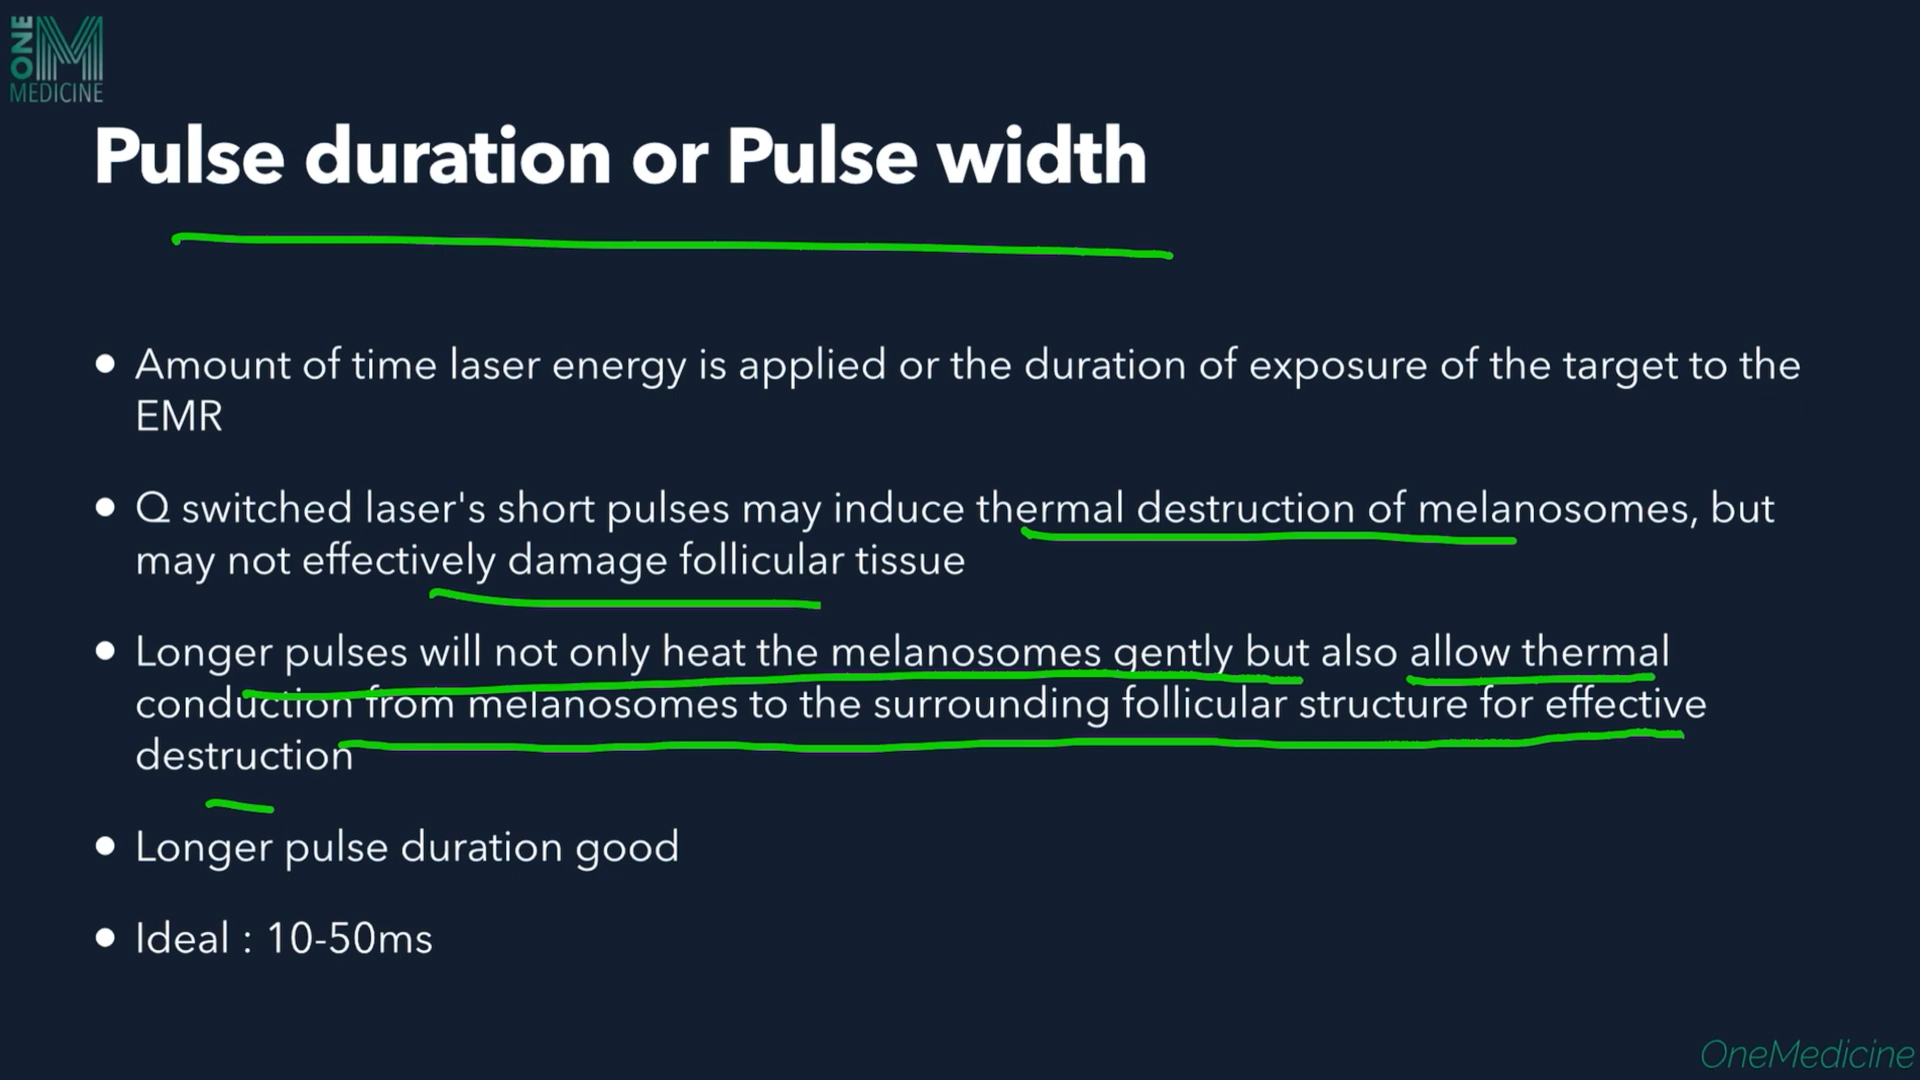 ONE
M
MEDICINE
Pulse duration or Pulse width
• Amount of time laser energy is applied or the duration of exposure of the target to the
EMR
• Q switched laser's short pulses may induce thermal destruction of melanosomes, but
may not effectively damage follicular tissue
• Longer pulses will not only heat the melanosomes gently but also allow thermal
conduction from melanosomes to the surrounding follicular structure for effective
destruction
• Longer pulse duration good
• Ideal : 10-50ms
OneMedicine